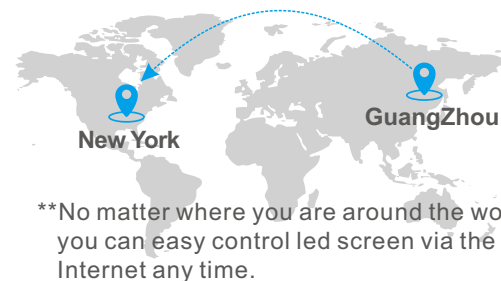 GuangZhou
New York
**No matter where you are around the wo
you can easy control led screen via the
Internet any time.